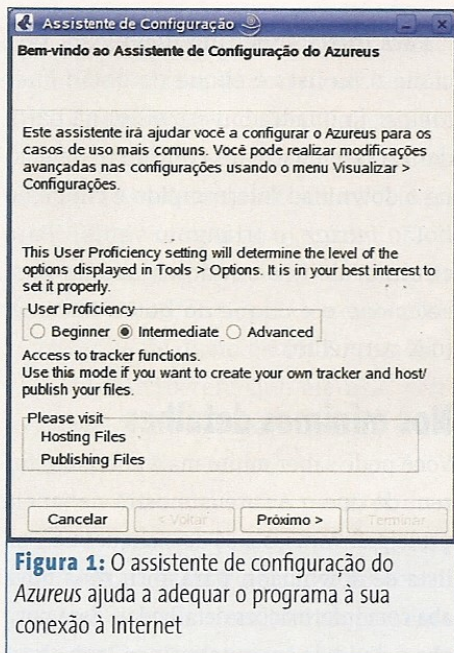 Assistente de Configuração
Bem-vindo ao Assistente de Configuração do Azureus
Este assistente irá ajudar você a configurar o Azureus para os
casos de uso mais comuns. Você pode realizar modificações
avançadas nas configurações usando o menu Visualizar >
Configurações.
This User Proficiency setting will determine the level of the
options displayed in Tools > Options. It is in your best interest to
set it properly.
User Proficiency
Beginner Intermediate Advanced
Access to tracker functions.
Use this mode if you want to create your own tracker and host/
publish your files.
Please visit
Hosting Files
Publishing Files
Cancelar < Voltar Próximo > Terminar
Figura 1: O assistente de configuração do
Azureus ajuda a adequar o programa à sua
conexão à Internet